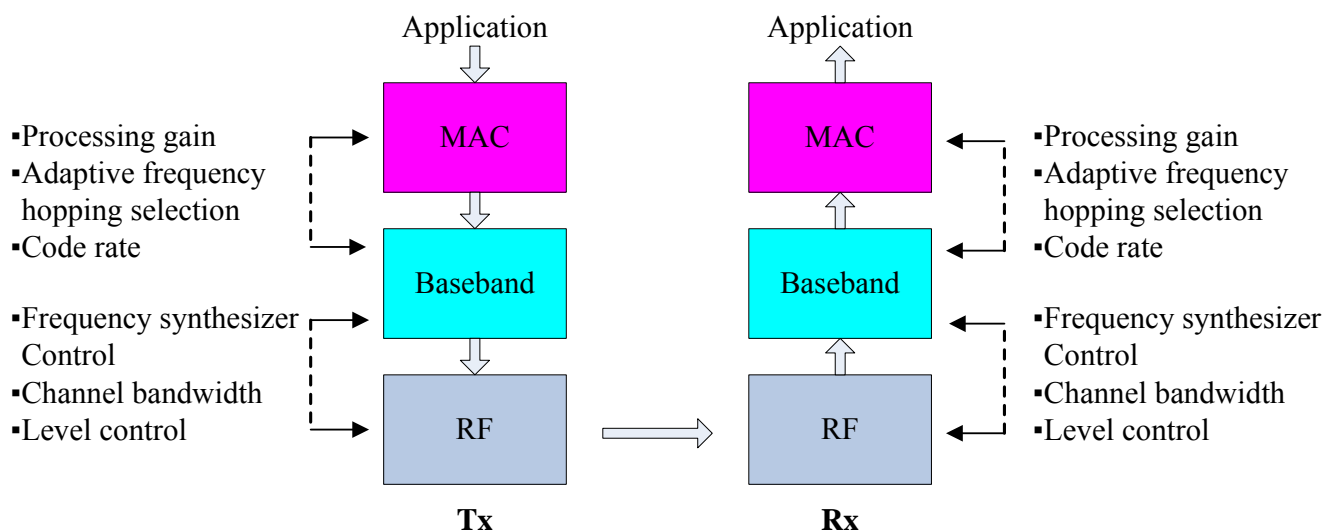 Application
Application
▪Processing gain
▪Adaptive frequency
hopping selection
▪Code rate
MAC
MAC
▪Processing gain
▪Adaptive frequency
hopping selection
▪Code rate
Baseband
Baseband
▪Frequency synthesizer
Control
▪Channel bandwidth
▪Level control
RF
RF
▪Frequency synthesizer
Control
▪Channel bandwidth
▪Level control
Tx
Rx